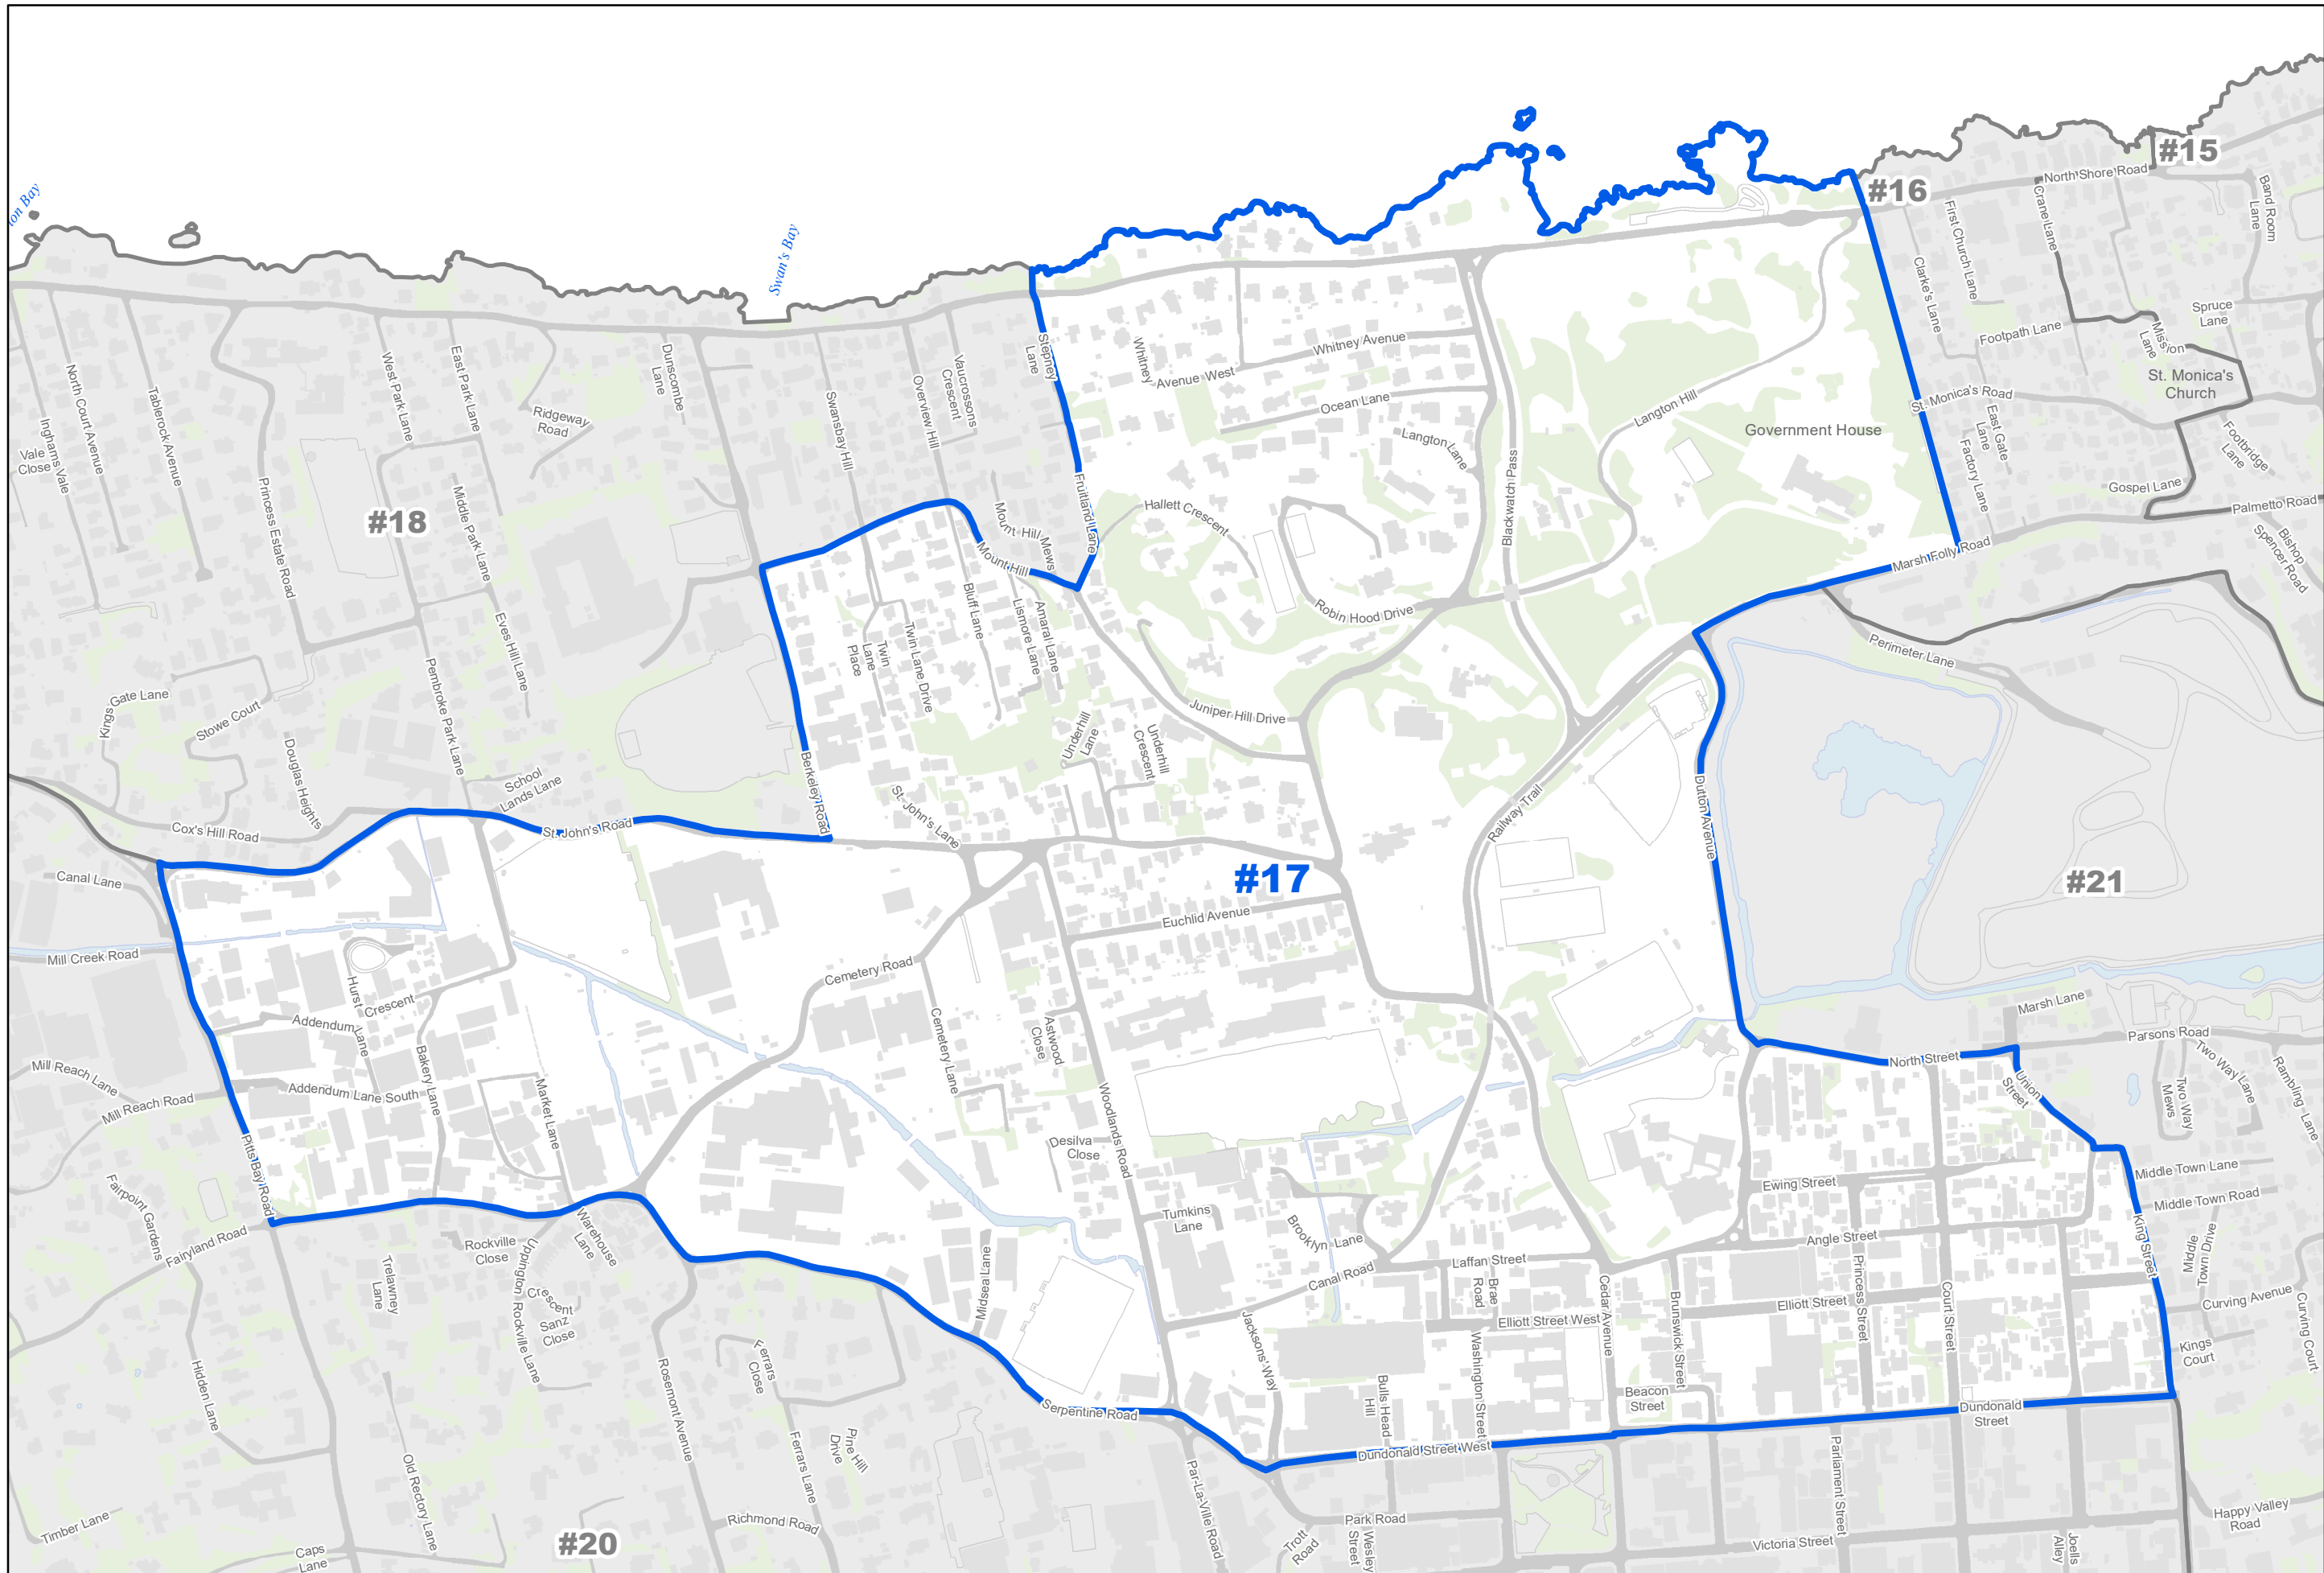 #15
North Shore Road
#16
Band Room
Lane
Crane Lane
First Church Lane
Clarke's Lane
Footpath Lane
Spruce
Lane
Mission
Lane
St. Monica's
Church
St. Monica's Road
East Gate
Lane
Factory Lane
Footbridge
Lane
Gospel Lane
Palmetto Road
Bishop
Spencer Road
Marsh Folly Road
Perimeter Lane
Swan's Bay
Stepney
Lane
Whitney
Avenue West
Whitney Avenue
Ocean Lane
Langton Lane
Langton Hill
Government House
Blackwatch Pass
Hallett Crescent
Robin Hood Drive
Fruitland Lane
Vaucrossons
Crescent
Overview Hill
Swansbay Hill
Dunscombe
Lane
Ridgeway
Road
East Park Lane
West Park Lane
Tablerock Avenue
North Court Avenue
Inghams Vale
Vale
Close
Princess Estate Road
#18
Middle Park Lane
Eves Hill Lane
Pembroke Park Lane
Mount Hill Mews
Mount Hill
Bluff Lane
Lismore Lane
Amaral Lane
Twin Lane Drive
Twin
Lane
Place
Juniper Hill Drive
Underhill
Lane
Underhill
Crescent
Gate Lane
Kings
Stowe Court
Douglas Heights
School
Lands Lane
Cox's Hill Road
St. John's Road
Berkeley Road
St. John's Lane
Railway Trail
Dutton Avenue
#17
#21
Canal Lane
Mill Creek Road
Euchlid Avenue
Cemetery Road
Hurst
Crescent
Addendum
Lane
Bakery Lane
Addendum Lane South
Market Lane
Cemetery Lane
Astwood
Close
Desilva
Close
Woodlands Road
Mill Reach Lane
Mill Reach Road
Pitts Bay Road
Fairpoint Gardens
Fairyland Road
Marsh Lane
Parsons Road
North Street
Union
Street
Two Way Lane
Two Way
Mews
Rambling Lane
Middle Town Lane
Middle Town Road
Middle
Town Drive
King Street
Curving Avenue
Kings
Court
Curving Court
Ewing Street
Angle Street
Princess Street
Court Street
Elliott Street
Tumkins
Lane
Brooklyn Lane
Canal Road
Laffan Street
Brae
Road
Elliott Street West
Cedar Avenue
Brunswick Street
Beacon
Street
Washington Street
Bulls Head
Hill
Jacksons' Way
Midsea Lane
Serpentine Road
Dundonald Street West
Dundonald
Street
Rockville
Close
Uppington
Crescent
Sanz
Close
Rockville Lane
Warehouse
Lane
Trelawney
Lane
Hidden Lane
Old Rectory Lane
Rosemont Avenue
Ferrars
Close
Ferrars Lane
Pine Hill
Drive
Richmond Road
Timber Lane
Caps
Lane
#20
Par-La-Ville Road
Trott
Road
Park Road
Wesley
Street
Victoria Street
Parliament Street
Joells
Alley
Happy Valley
Road